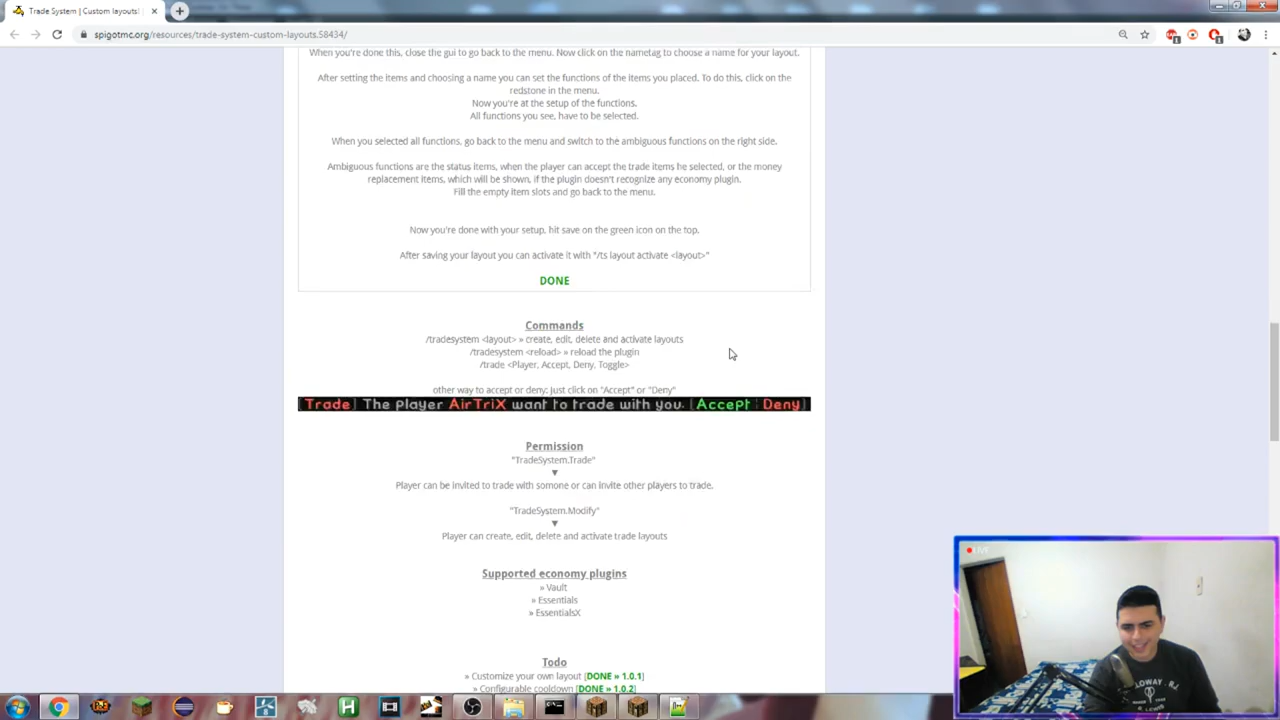 Trade System | Custom layouts!
spigotmc.org/resources/trade-system-custom-layouts.58434/
When you're done this, close the gui to go back to the menu. Now click on the nametag to choose a name for your layout.
After setting the items and choosing a name you can set the functions of the items you placed. To do this, click on the
redstone in the menu.
Now you're at the setup of the functions.
All functions you see, have to be selected.
When you selected all functions, go back to the menu and switch to the ambiguous functions on the right side.
Ambiguous functions are the status items, when the player can accept the trade items he selected, or the money
replacement items, which will be shown, if the plugin doesn't recognize any economy plugin.
Fill the empty item slots and go back to the menu.
Now you're done with your setup, hit save on the green icon on the top.
After saving your layout you can activate it with "/ts layout activate <layout>"
DONE
Commands
/tradesystem <layout> » create, edit, delete and activate layouts
/tradesystem <reload> » reload the plugin
/trade <Player, Accept, Deny, Toggle>
other way to accept or deny: just click on "Accept" or "Deny"
[Trade] The player AirTriX want to trade with you. [Accept | Deny]
Permission
"TradeSystem.Trade"
▼
Player can be invited to trade with somone or can invite other players to trade.
"TradeSystem.Modify"
▼
Player can create, edit, delete and activate trade layouts
Supported economy plugins
» Vault
» Essentials
» EssentialsX
Todo
» Customize your own layout [DONE » 1.0.1]
» Configurable cooldown [DONE » 1.0.2]
LIVE